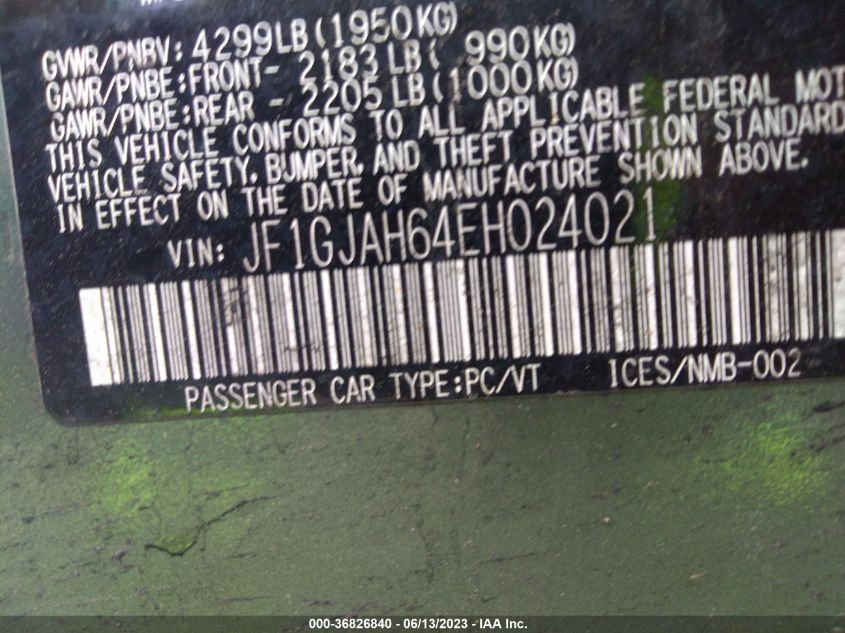 GVWR/PNBV: 4299LB(1950KG)
GAWR/PNBE:FRONT- 2183 LB( 990KG)
GAWR/PNBE:REAR - 2205 LB(1000KG)
THIS VEHICLE CONFORMS TO ALL APPLICABLE FEDERAL MOT
VEHICLE SAFETY, BUMPER, AND THEFT PREVENTION STANDARD
IN EFFECT ON THE DATE OF MANUFACTURE SHOWN ABOVE.
VIN: JF1GJAH64EH024021
PASSENGER CAR TYPE:PC/VT ICES/NMB-002
000-36826840 - 06/13/2023 - IAA Inc.